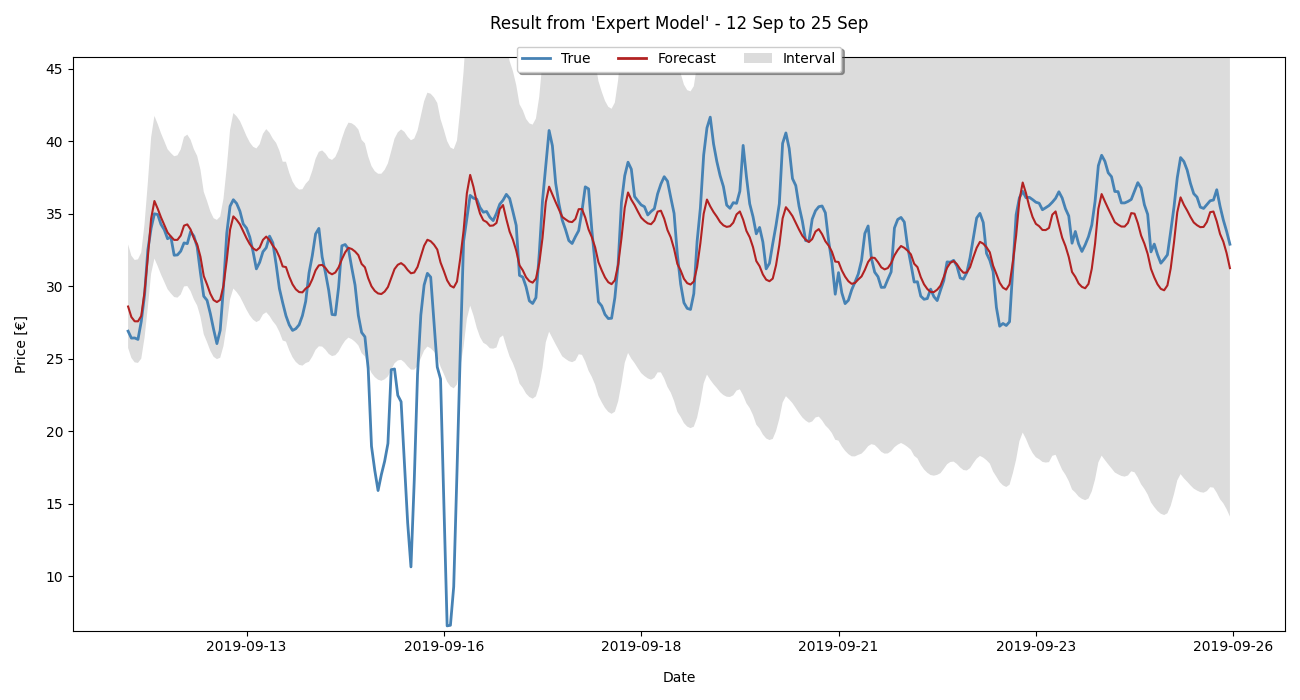 Result from 'Expert Model' - 12 Sep to 25 Sep
True Forecast Interval
45
40
35
30
25
20
15
10
Price [€]
2019-09-13 2019-09-16 2019-09-18 2019-09-21 2019-09-23 2019-09-26
Date